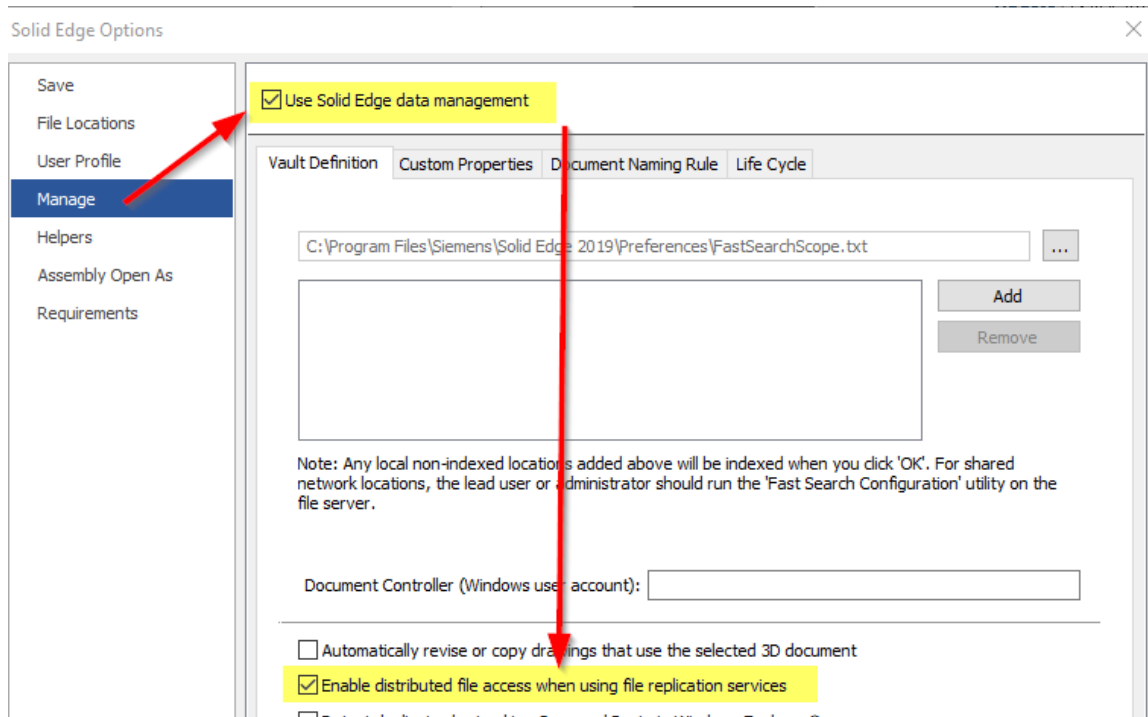 Solid Edge Options
Save
File Locations
User Profile
Manage
Helpers
Assembly Open As
Requirements
Use Solid Edge data management
Vault Definition Custom Properties Document Naming Rule Life Cycle
C:\Program Files\Siemens\Solid Edge 2019\Preferences\FastSearchScope.txt
...
Add
Remove
Note: Any local non-indexed locations added above will be indexed when you click 'OK'. For shared
network locations, the lead user or administrator should run the 'Fast Search Configuration' utility on the
file server.
Document Controller (Windows user account):
Automatically revise or copy drawings that use the selected 3D document
Enable distributed file access when using file replication services